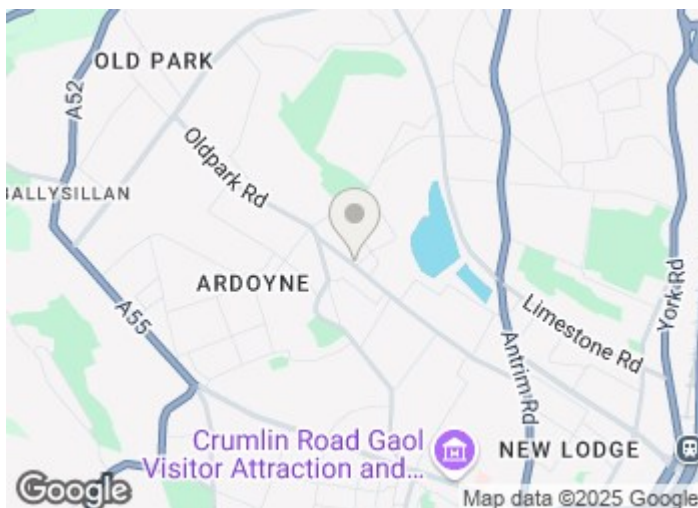 OLD PARK
A52
Oldpark Rd
BALLYSILLAN
ARDOYNE
A55
Limestone Rd
York Rd
Antrim Rd
Crumlin Road Gaol
Visitor Attraction and...
NEW LODGE
Google
Map data ©2025 Google